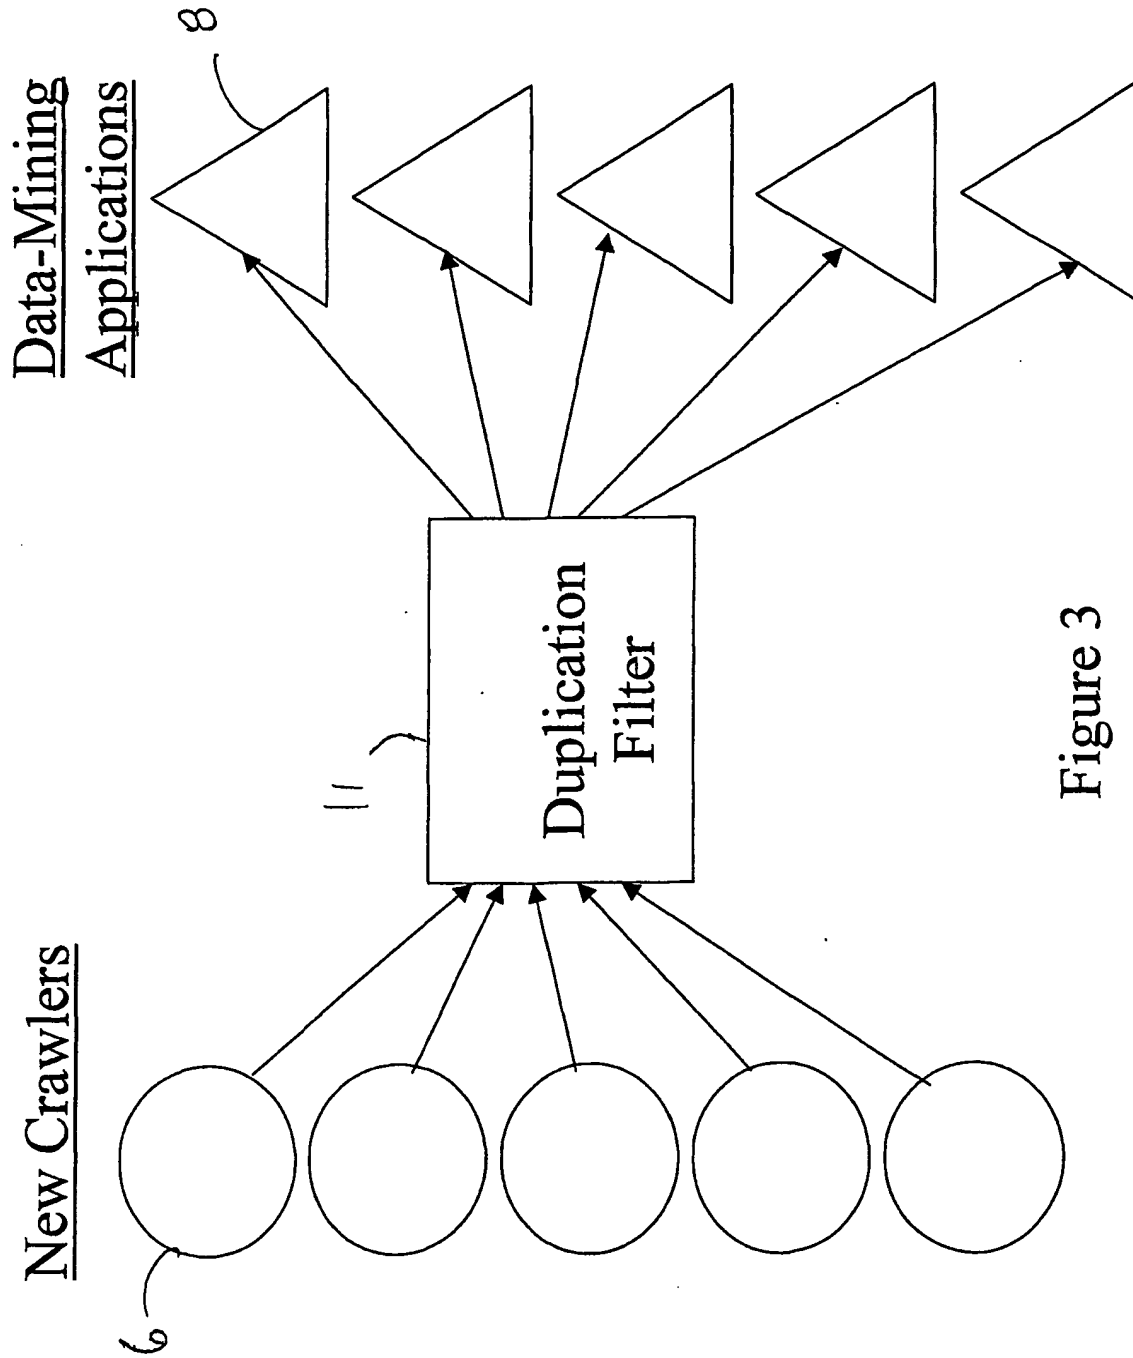 New Crawlers
Data-Mining
Applications
6
8
11
Duplication
Filter
Figure 3